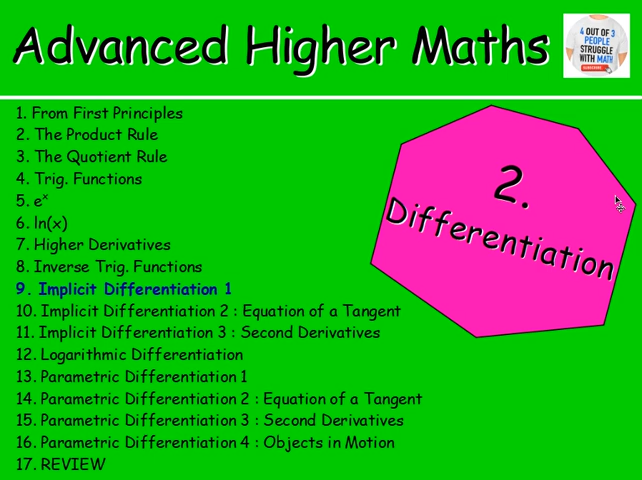 Advanced Higher Maths
4 OUT OF 3
PEOPLE
STRUGGLE
WITH MATH
1. From First Principles
2. The Product Rule
3. The Quotient Rule
4. Trig. Functions
5. eˣ
6. ln(x)
7. Higher Derivatives
8. Inverse Trig. Functions
9. Implicit Differentiation 1
10. Implicit Differentiation 2 : Equation of a Tangent
11. Implicit Differentiation 3 : Second Derivatives
12. Logarithmic Differentiation
13. Parametric Differentiation 1
14. Parametric Differentiation 2 : Equation of a Tangent
15. Parametric Differentiation 3 : Second Derivatives
16. Parametric Differentiation 4 : Objects in Motion
17. REVIEW
2.
Differentiation